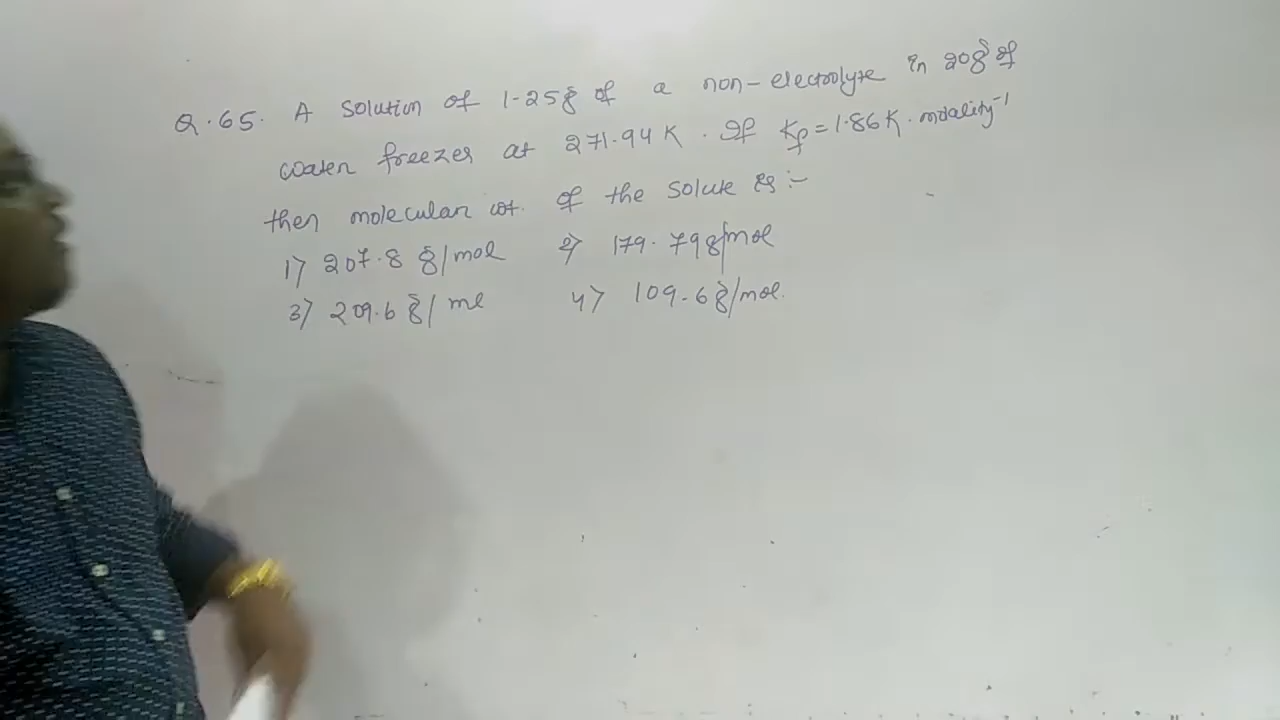 Q.65. A solution of 1.25g of a non-electrolyte in 20g of
water freezes at 271.94 K. If Kf = 1.86 K. molality⁻¹
then molecular wt. of the solute is :-
1) 207.8 g/mol 2) 179.79 g/mol
3) 209.6 g/ml 4) 109.6 g/mol.